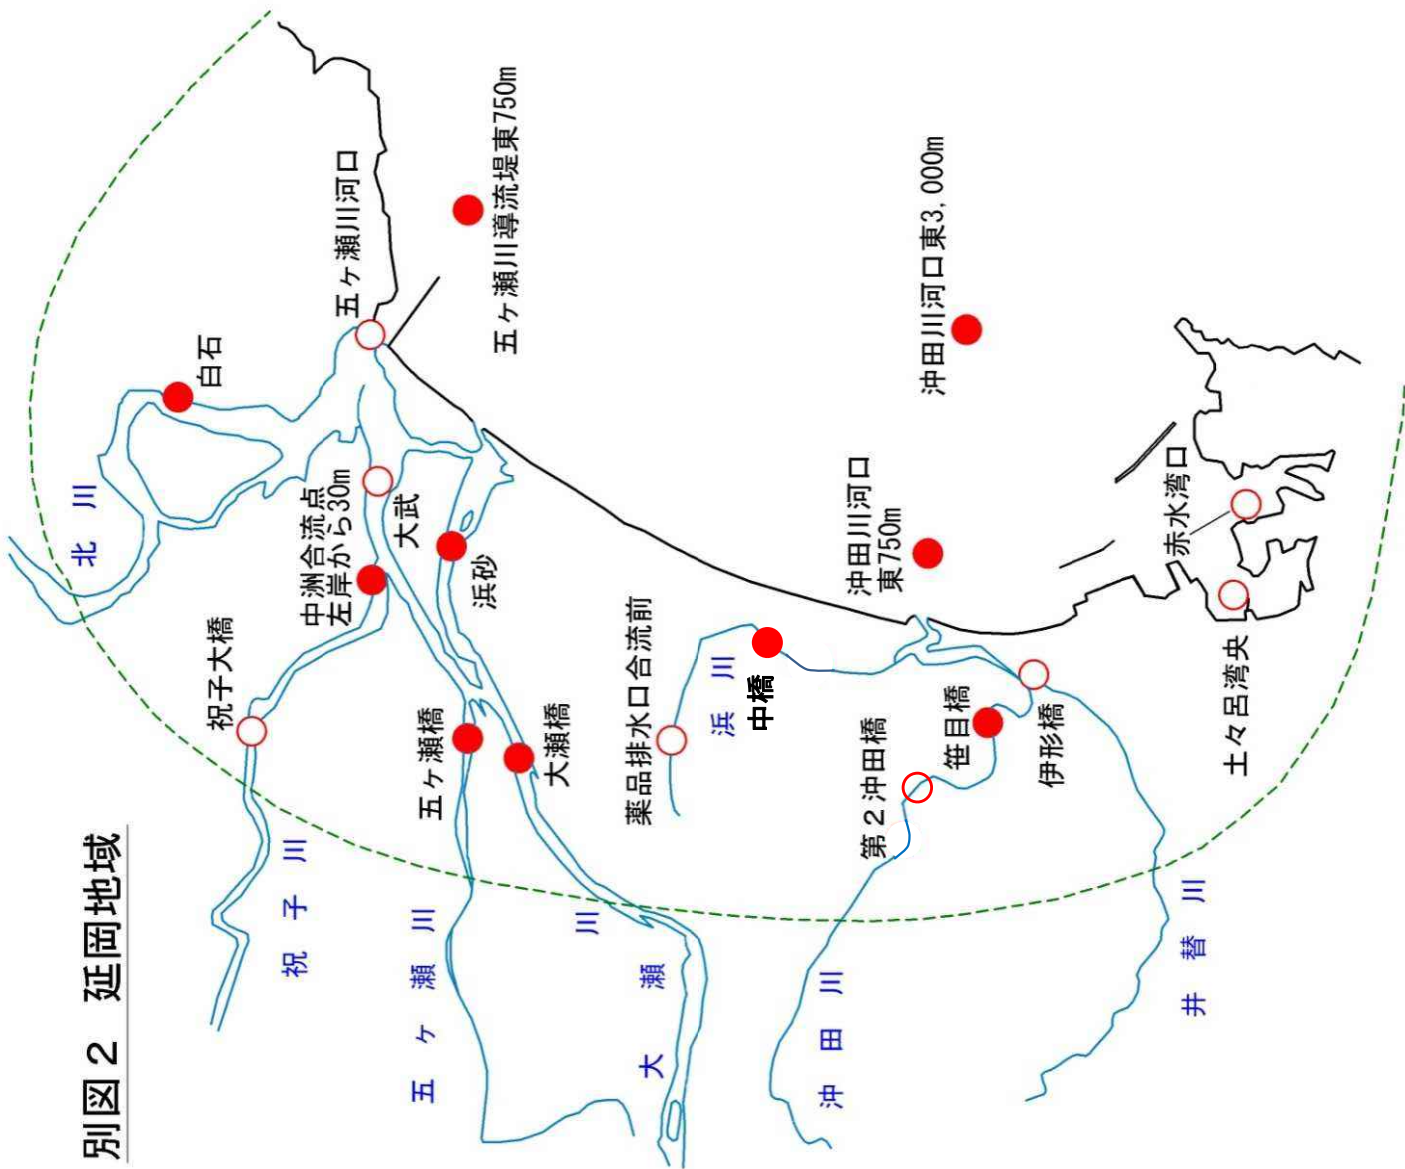 別図２　延岡地域
北川
白石
五ヶ瀬川河口
五ヶ瀬川導流堤東750m
中洲合流点
左岸から30m
大武
祝子大橋
祝子川
浜砂
五ヶ瀬橋
大瀬橋
五ヶ瀬川
大瀬川
薬品排水口合流前
浜川
中橋
沖田川河口
東750m
沖田川河口東3,000m
第２沖田橋
笹目橋
伊形橋
沖田川
井替川
赤水湾口
土々呂湾央